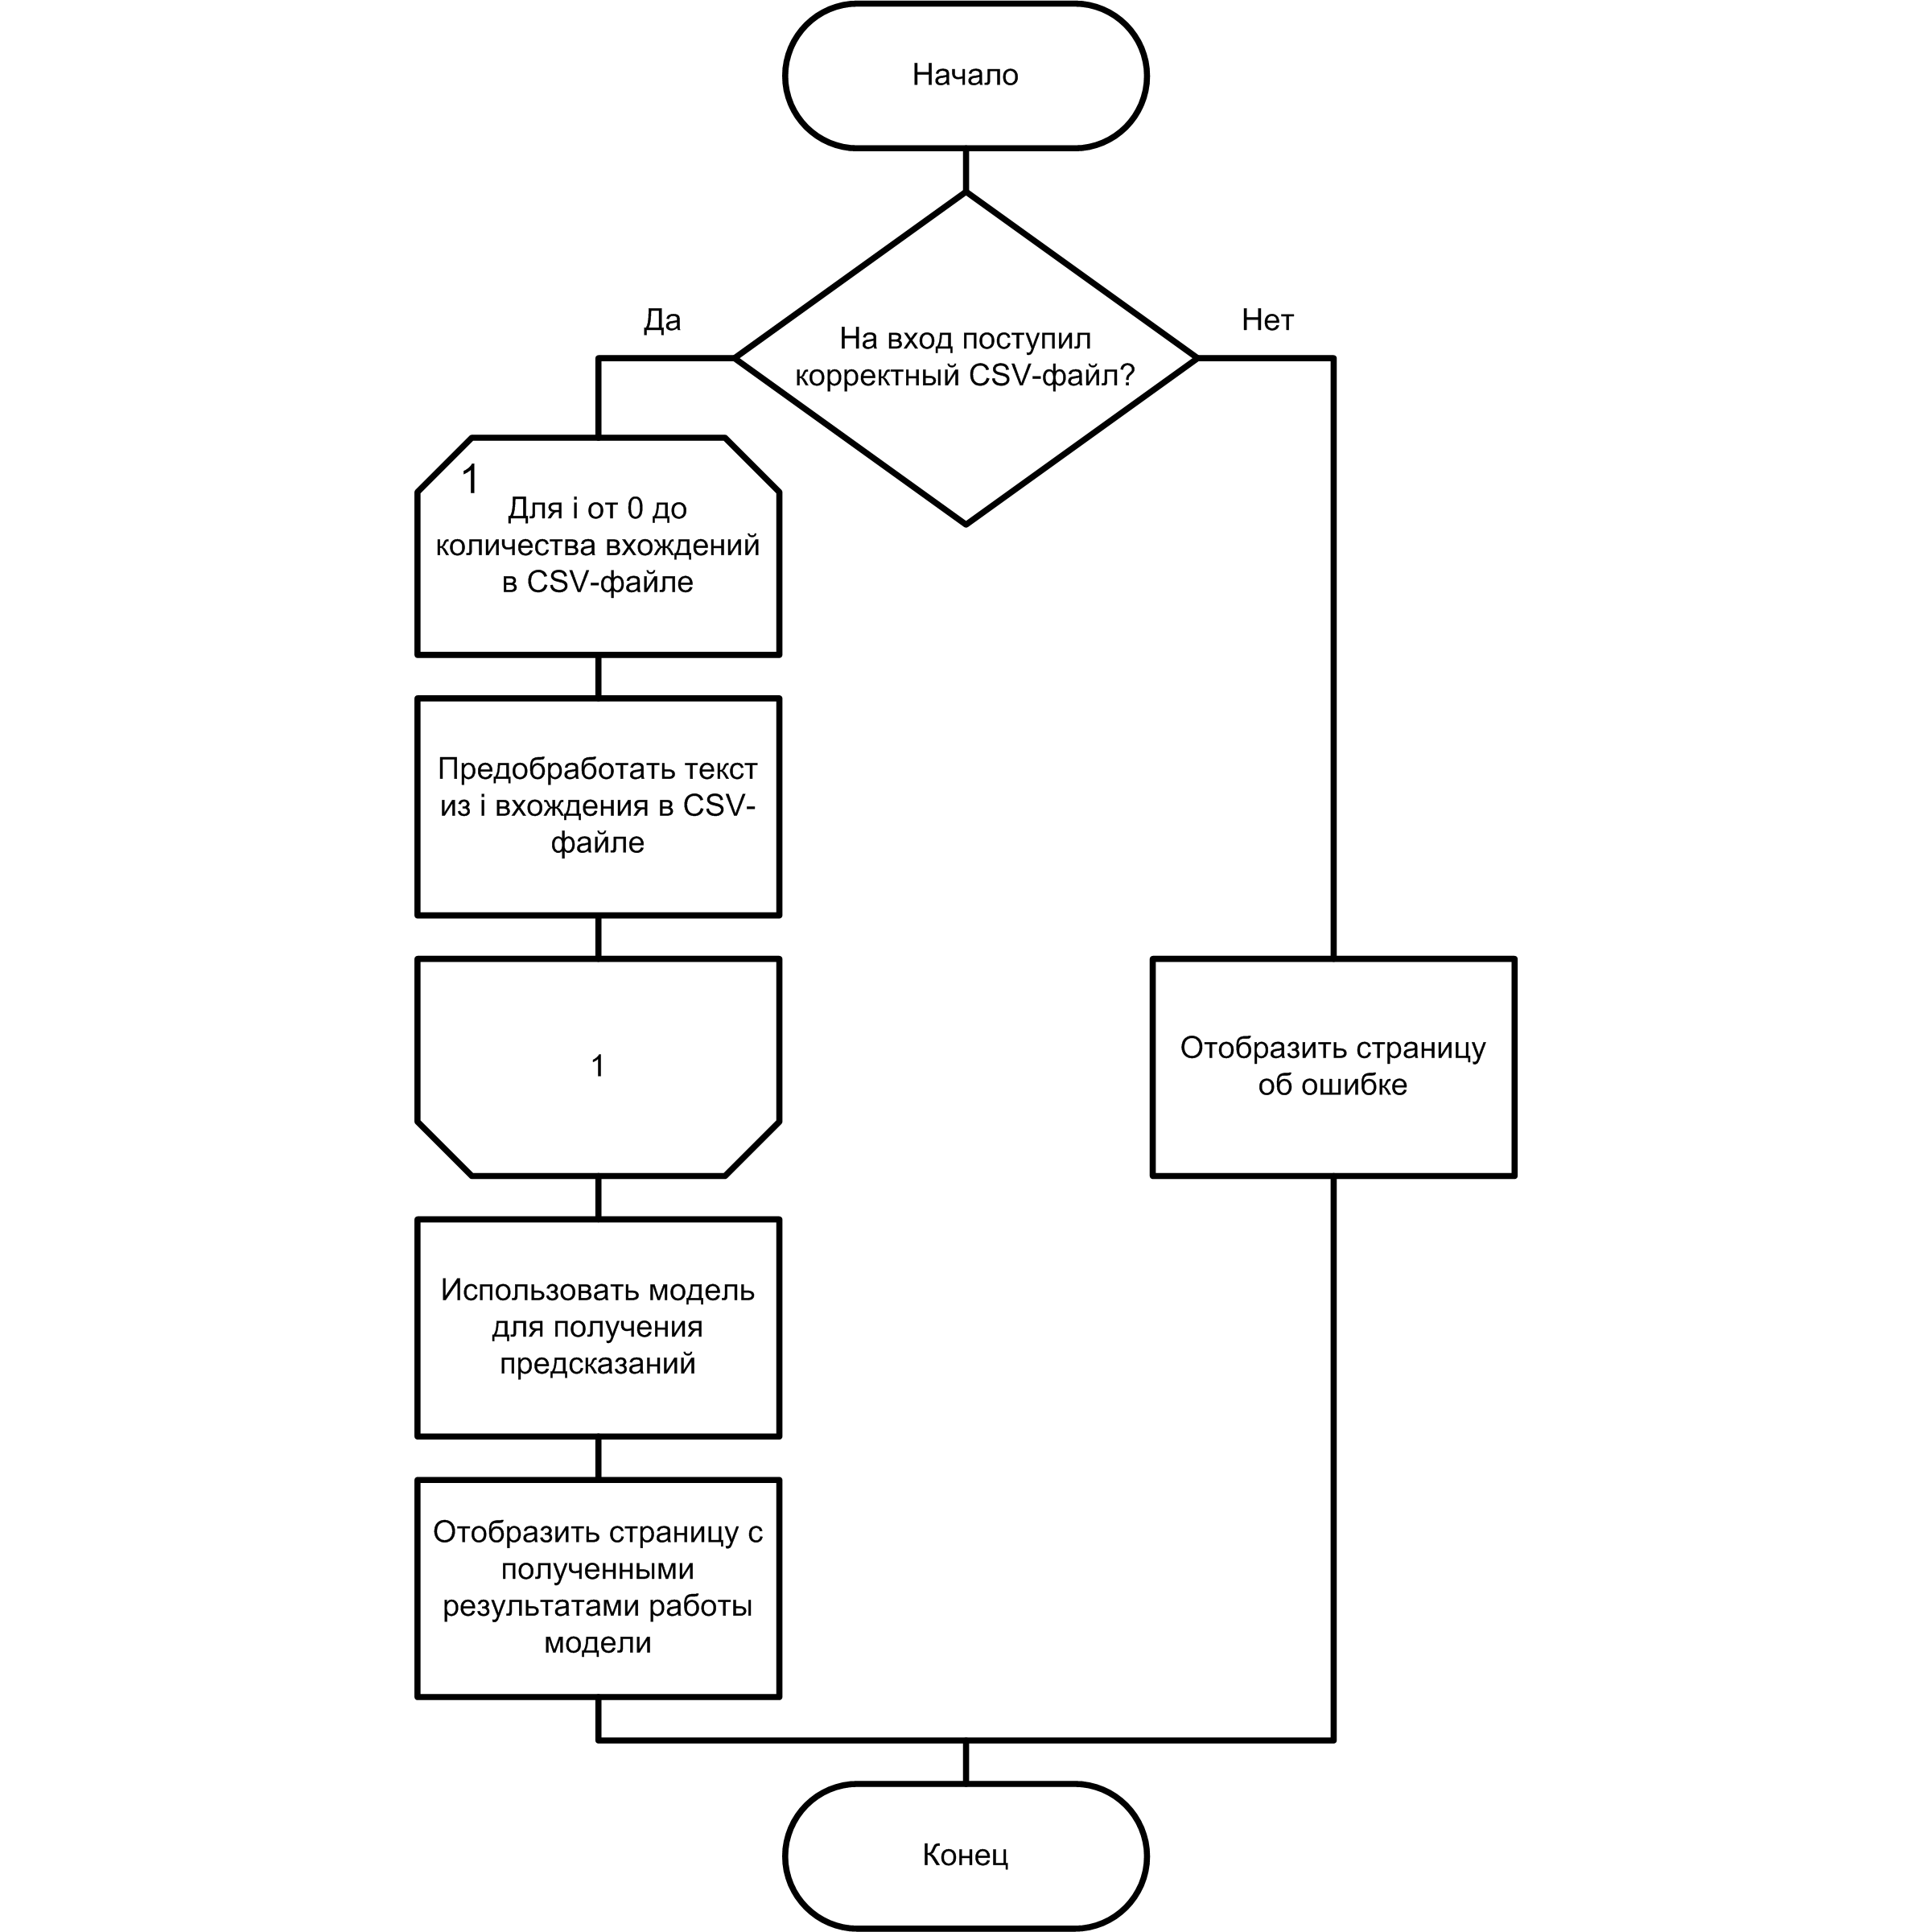 Начало
На вход поступил
корректный CSV-файл?
Да
Нет
1
Для i от 0 до
количества вхождений
в CSV-файле
Предобработать текст
из i вхождения в CSV-
файле
1
Отобразить страницу
об ошибке
Использовать модель
для получения
предсказаний
Отобразить страницу с
полученными
результатами работы
модели
Конец